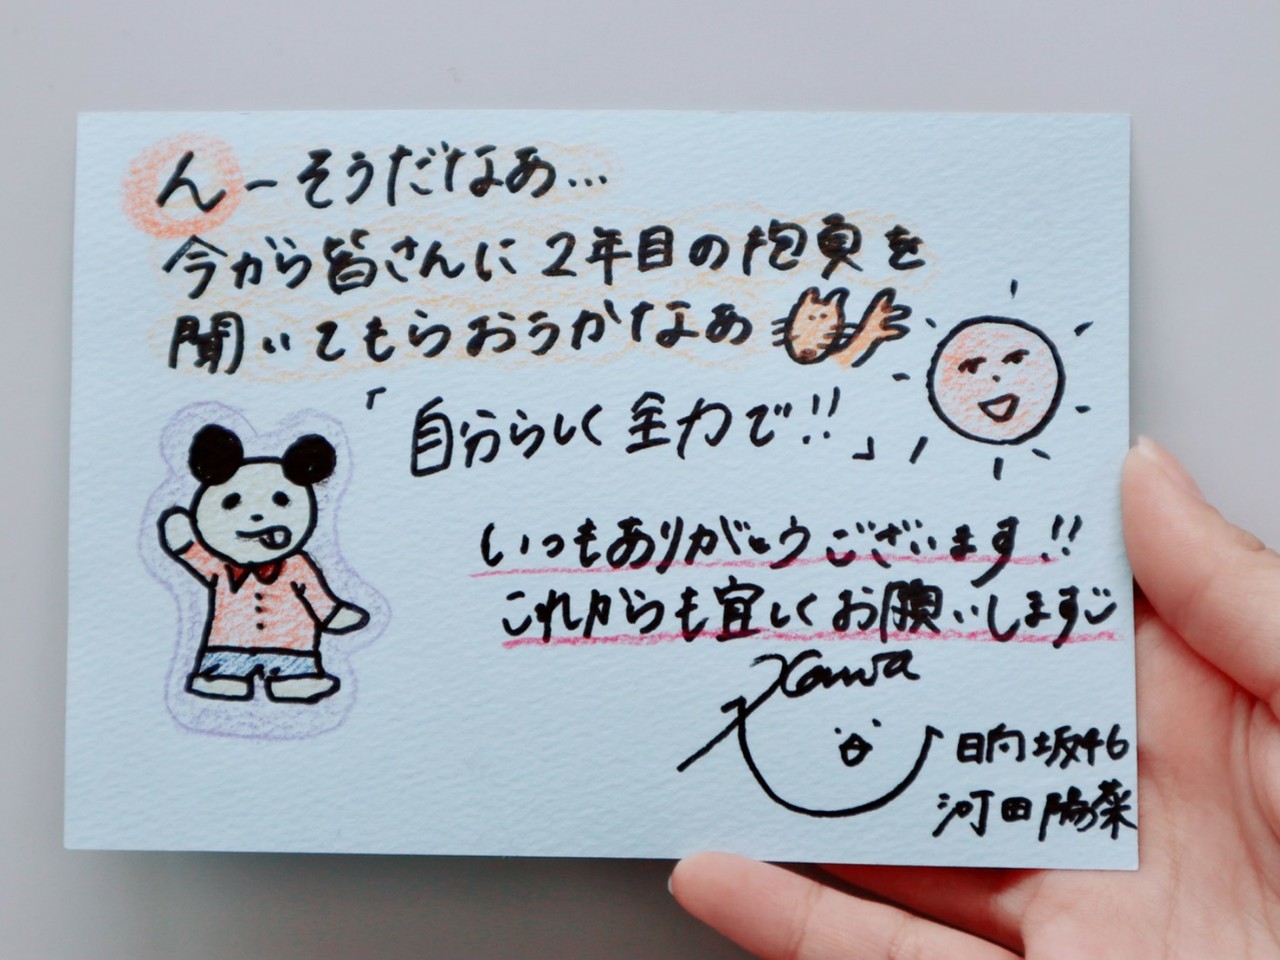 んーそうだなあ...
今から皆さんに2年目の抱負を
聞いてもらおうかなあ
「自分らしく全力で!!」
いつもありがとうございます!!
これからも宜しくお願いします
Kawa
日向坂46
河田陽菜